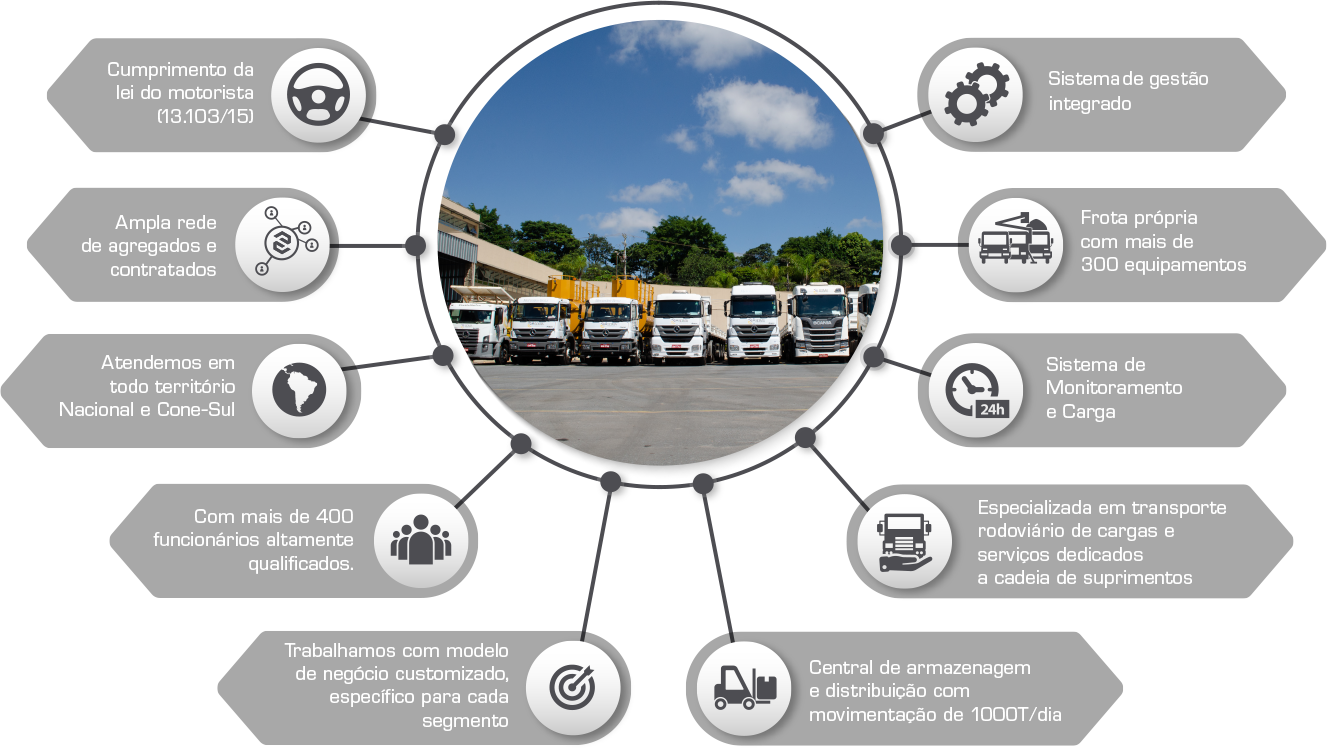 Cumprimento da
lei do motorista
(13.103/15)
Ampla rede
de agregados e
contratados
Atendemos em
todo território
Nacional e Cone-Sul
Com mais de 400
funcionários altamente
qualificados.
Trabalhamos com modelo
de negócio customizado,
específico para cada
segmento
Sistema de gestão
integrado
Frota própria
com mais de
300 equipamentos
Sistema de
Monitoramento
e Carga
24h
Especializada em transporte
rodoviário de cargas e
serviços dedicados
a cadeia de suprimentos
Central de armazenagem
e distribuição com
movimentação de 1000T/dia
SCANIA